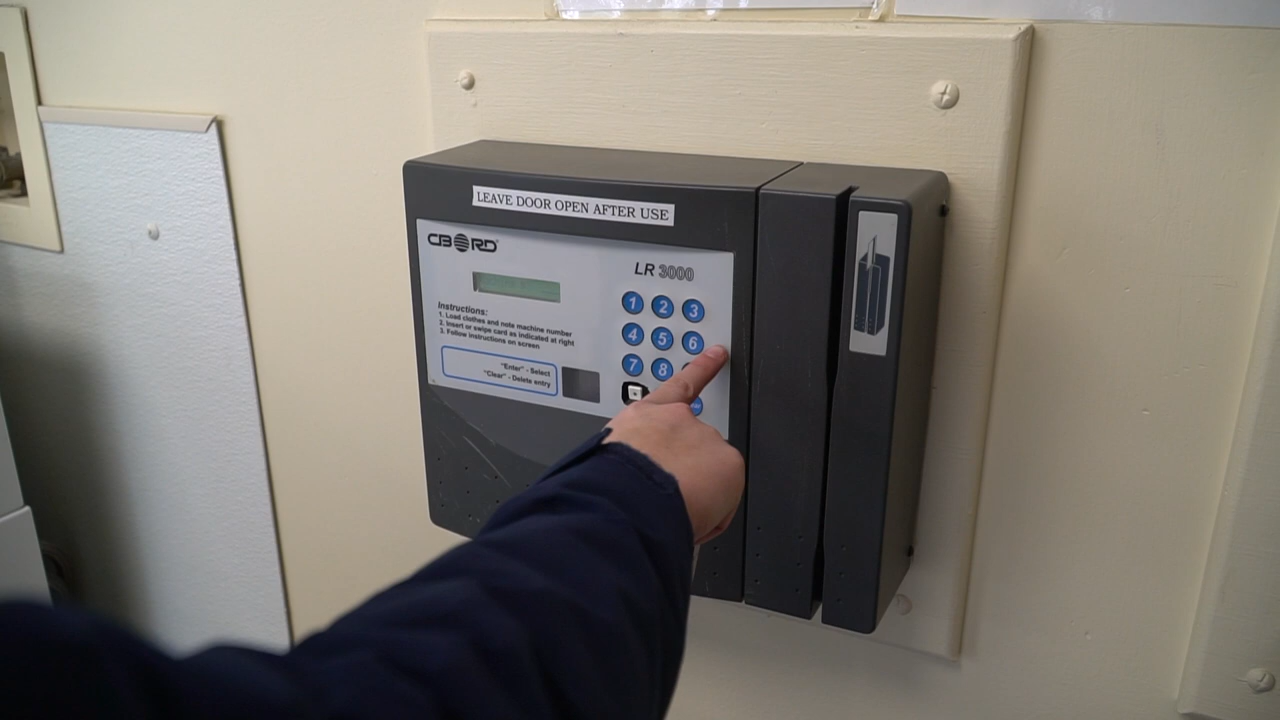 LEAVE DOOR OPEN AFTER USE
CBORD
LR 3000
Instructions:
1. Load clothes and note machine number
2. Insert or swipe card as indicated at right
3. Follow instructions on screen
"Enter" - Select
"Clear" - Delete entry
1 2 3
4 5 6
7 8